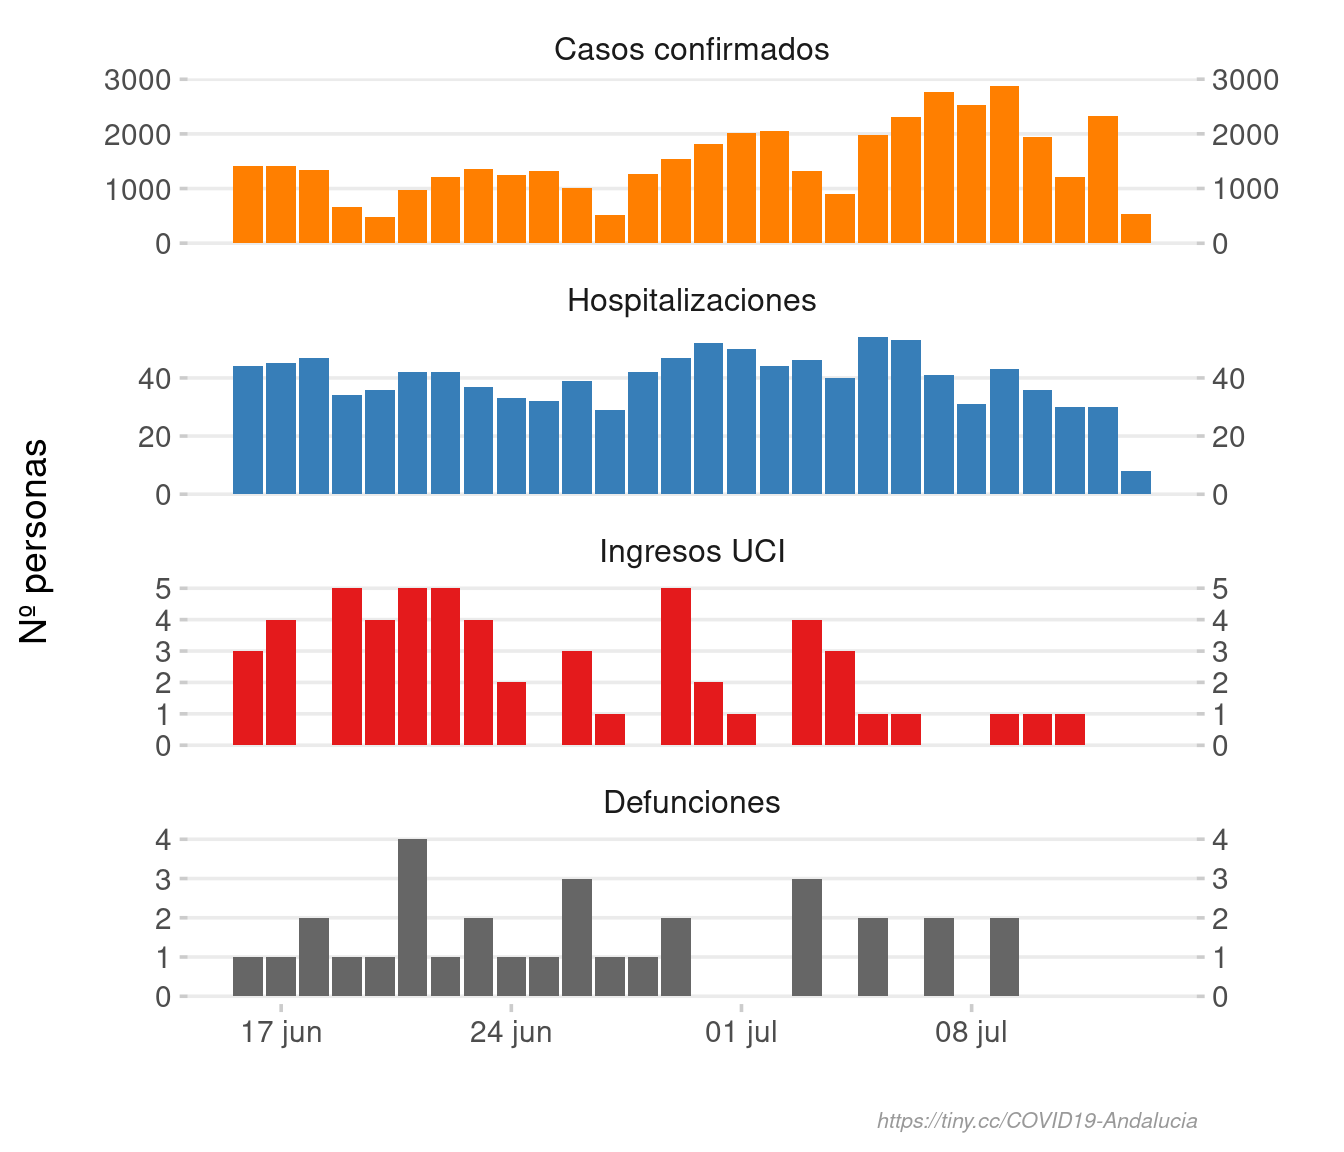 Casos confirmados
3000 3000
2000 2000
1000 1000
0 0
Hospitalizaciones
40 40
20 20
0 0
Nº personas
Ingresos UCI
5 5
4 4
3 3
2 2
1 1
0 0
Defunciones
4 4
3 3
2 2
1 1
0 0
17 jun 24 jun 01 jul 08 jul
https://tiny.cc/COVID19-Andalucia